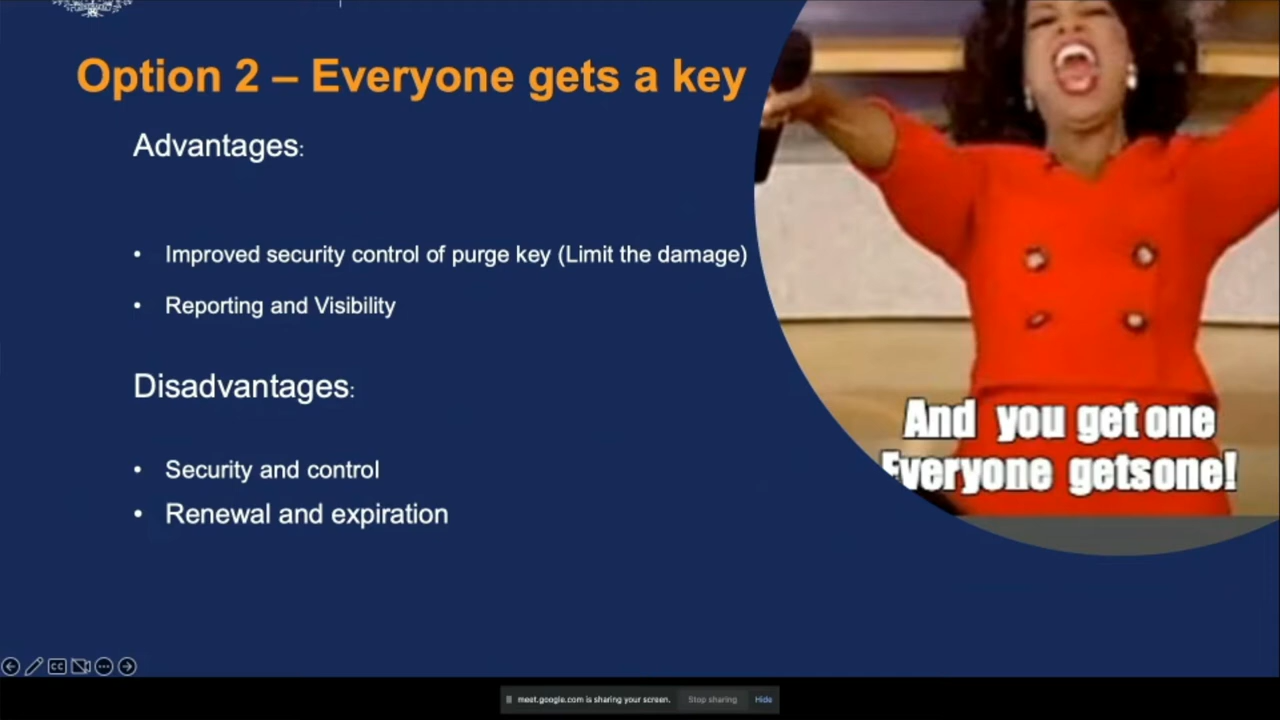 Option 2 – Everyone gets a key
Advantages:
• Improved security control of purge key (Limit the damage)
• Reporting and Visibility
Disadvantages:
• Security and control
• Renewal and expiration
And you get one
Everyone getsone!
CC
meet.google.com is sharing your screen. Stop sharing Hide